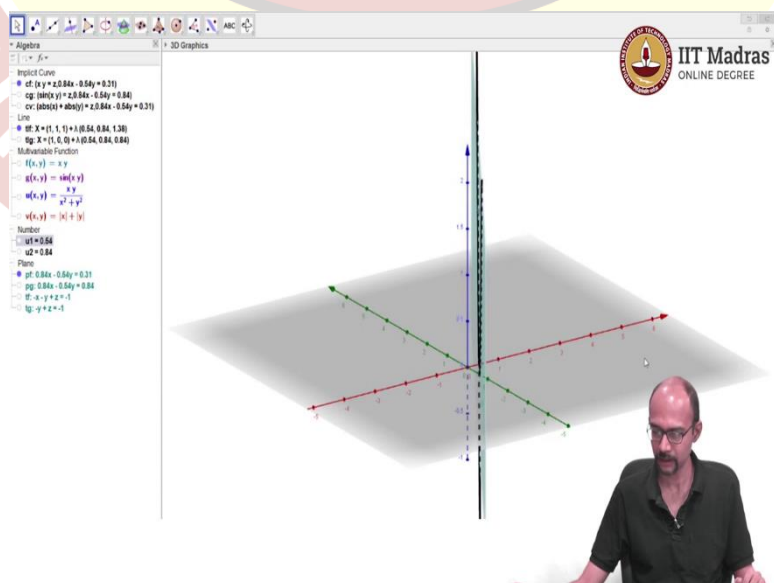 ABC
Algebra
3D Graphics
Implicit Curve
cf: (x y = z,0.84x - 0.54y = 0.31)
cg: (sin(x y) = z,0.84x - 0.54y = 0.84)
cv: (abs(x) + abs(y) = z,0.84x - 0.54y = 0.31)
Line
tlf: X = (1, 1, 1) + λ (0.54, 0.84, 1.38)
tlg: X = (1, 0, 0) + λ (0.54, 0.84, 0.84)
Multivariable Function
f(x, y) = x y
g(x, y) = sin(x y)
u(x, y) = x y / x² + y²
v(x, y) = |x| + |y|
Number
u1 = 0.54
u2 = 0.84
Plane
pf: 0.84x - 0.54y = 0.31
pg: 0.84x - 0.54y = 0.84
tf: -x - y + z = -1
tg: -y + z = -1
IIT Madras
ONLINE DEGREE